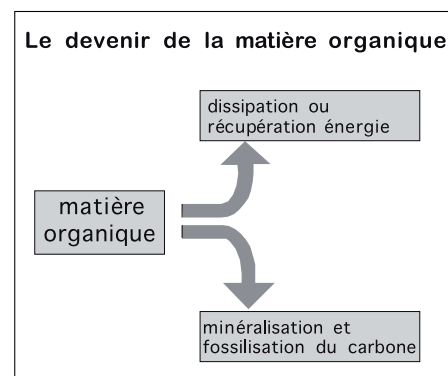 Le devenir de la matière organique
dissipation ou
récupération énergie
matière
organique
minéralisation et
fossilisation du carbone